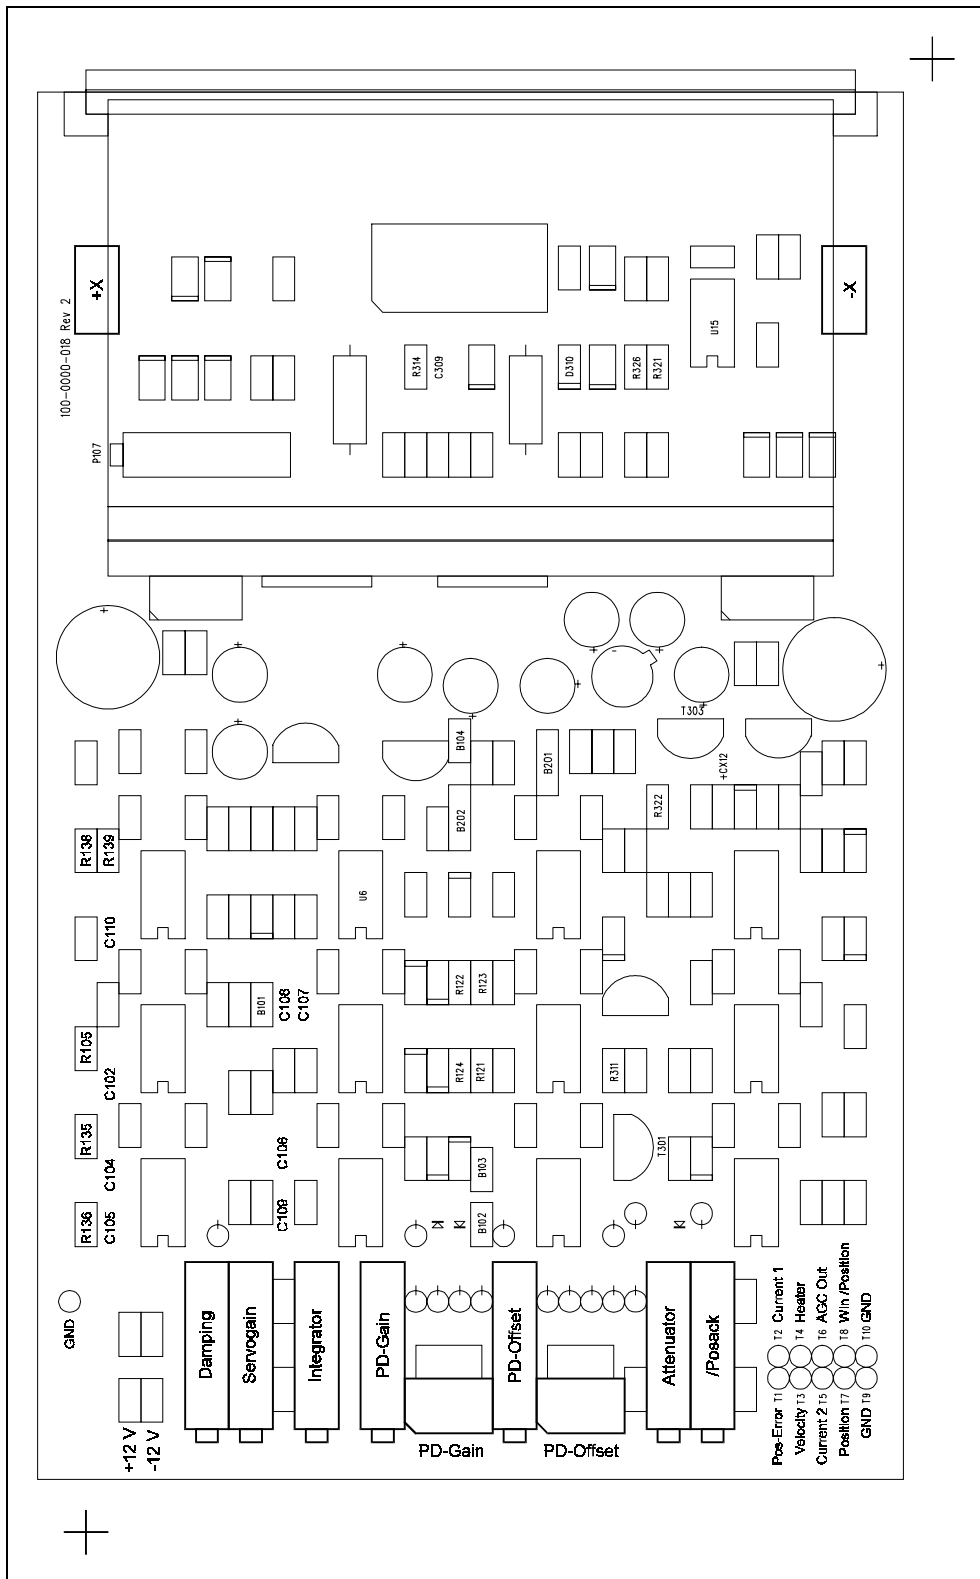 +X
-X
100-0000-018 Rev 2
U15
R314
C309
D310
R326
R321
P107
T303
B104
B201
+CX12
B202
R322
R138
R139
U6
C110
R122
R123
B101
C108
C107
R105
R124
R121
R311
C102
R135
C106
T301
C104
B103
R136
C105
C109
B102
GND
Damping
Servogain
Integrator
PD-Gain
PD-Offset
Attenuator
/Posack
+12 V
-12 V
PD-Gain
PD-Offset
Pos-Error T1 T2 Current 1
Velocity T3 T4 Heater
Current 2 T5 T6 AGC Out
Position T7 T8 Win /Position
GND T9 T10 GND